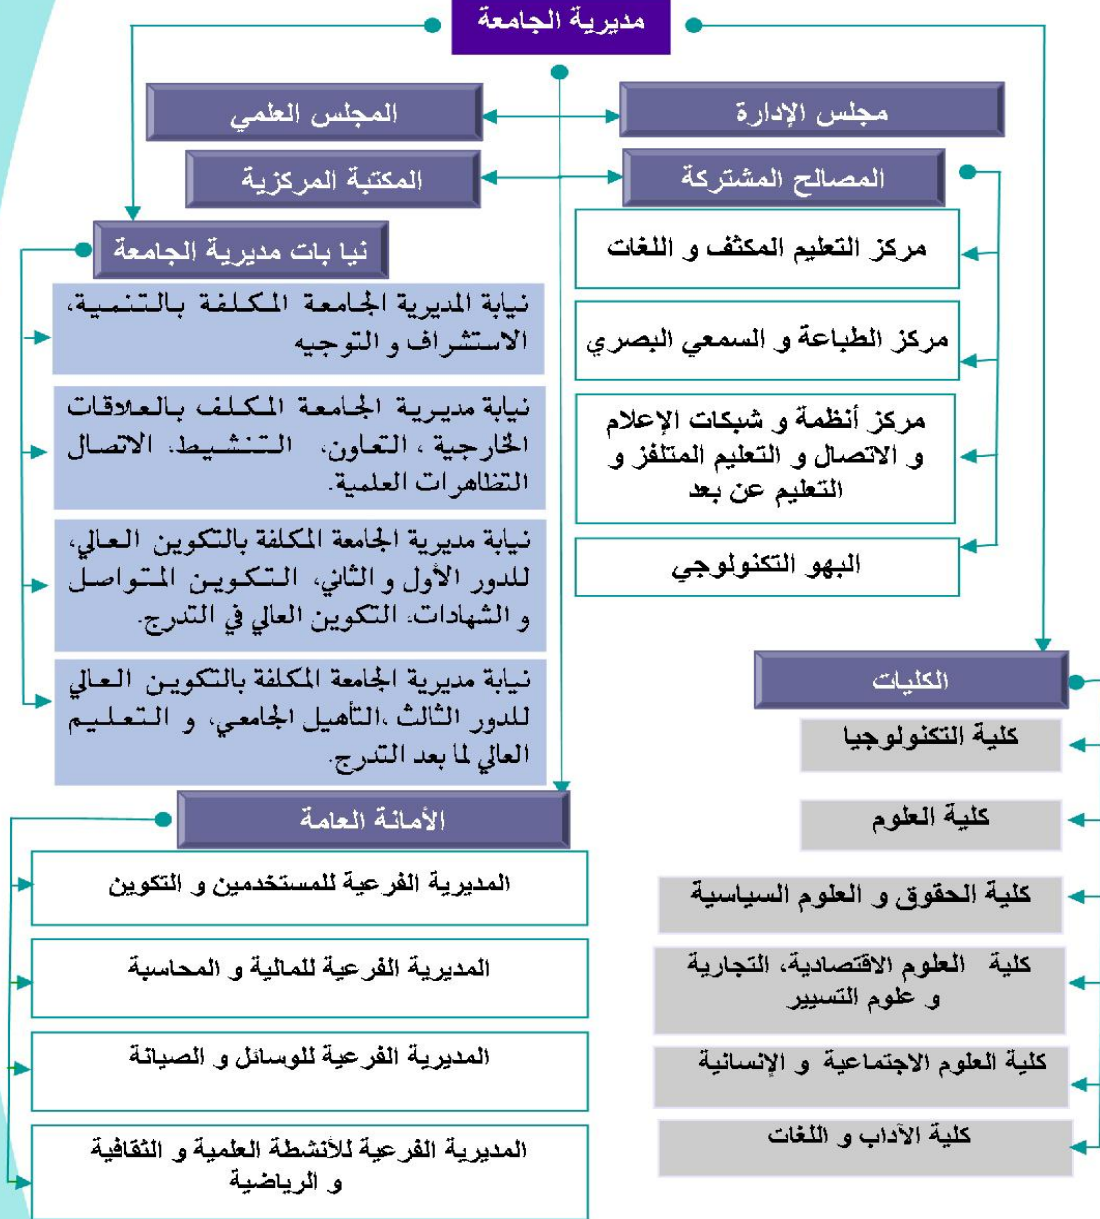 مديرية الجامعة
مجلس الإدارة
المجلس العلمي
المصالح المشتركة
المكتبة المركزية
مركز التعليم المكثف و اللغات
مركز الطباعة و السمعي البصري
مركز أنظمة و شبكات الإعلام
و الاتصال و التعليم المتلفز و
التعليم عن بعد
البهو التكنولوجي
نيا بات مديرية الجامعة
نيابة المديرية الجامعة المكلفة بالتنمية،
الاستشراف و التوجيه
نيابة مديرية الجامعة المكلف بالعلاقات
الخارجية ، التعاون، التنشيط، الاتصال
التظاهرات العلمية.
نيابة مديرية الجامعة المكلفة بالتكوين العالي،
للدور الأول و الثاني، التكوين المتواصل
و الشهادات، التكوين العالي في التدرج.
نيابة مديرية الجامعة المكلفة بالتكوين العالي
للدور الثالث ،التأهيل الجامعي، و التعليم
العالي لما بعد التدرج.
الكليات
كلية التكنولوجيا
كلية العلوم
كلية الحقوق و العلوم السياسية
كلية العلوم الاقتصادية، التجارية
و علوم التسيير
كلية العلوم الاجتماعية و الإنسانية
كلية الآداب و اللغات
الأمانة العامة
المديرية الفرعية للمستخدمين و التكوين
المديرية الفرعية للمالية و المحاسبة
المديرية الفرعية للوسائل و الصيانة
المديرية الفرعية للأنشطة العلمية و الثقافية
و الرياضية